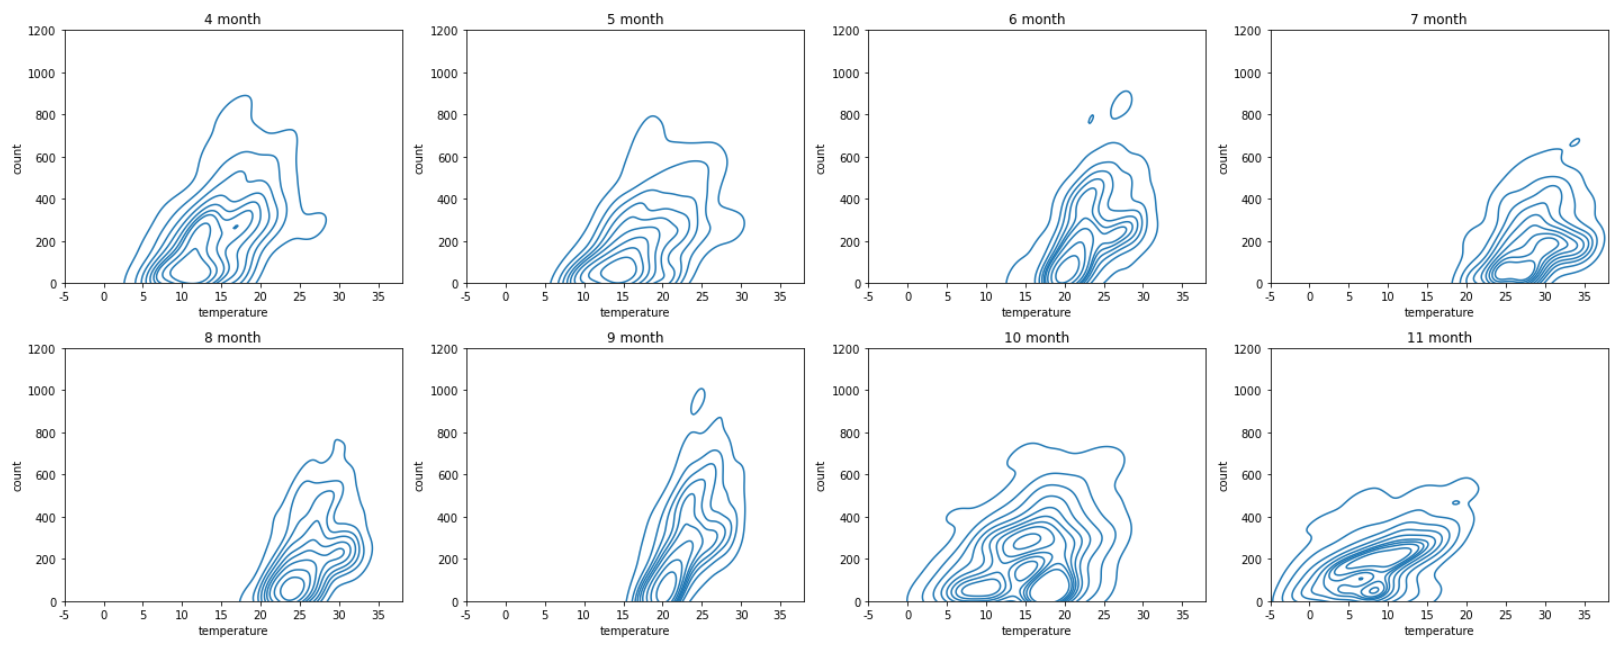 4 month
5 month
6 month
7 month
1200 1200 1200 1200
1000 1000 1000 1000
800 800 800 800
600 600 600 600
400 400 400 400
200 200 200 200
0 0 0 0
count count count count
-5 0 5 10 15 20 25 30 35
-5 0 5 10 15 20 25 30 35
-5 0 5 10 15 20 25 30 35
-5 0 5 10 15 20 25 30 35
temperature temperature temperature temperature
8 month
9 month
10 month
11 month
1200 1200 1200 1200
1000 1000 1000 1000
800 800 800 800
600 600 600 600
400 400 400 400
200 200 200 200
0 0 0 0
count count count count
-5 0 5 10 15 20 25 30 35
-5 0 5 10 15 20 25 30 35
-5 0 5 10 15 20 25 30 35
-5 0 5 10 15 20 25 30 35
temperature temperature temperature temperature